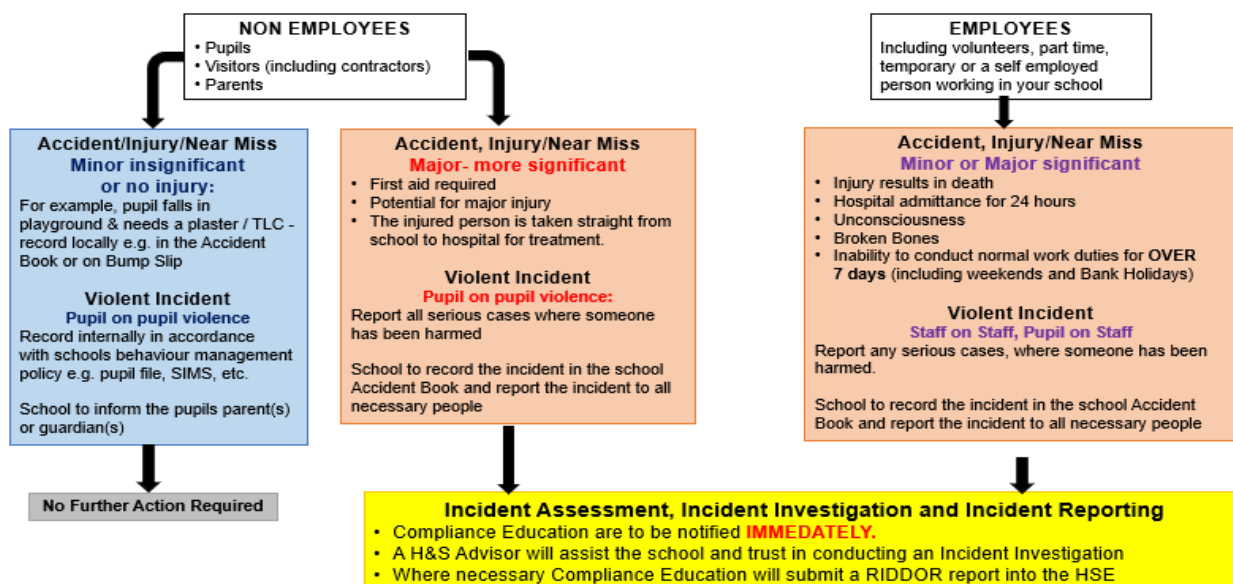 NON EMPLOYEES
• Pupils
• Visitors (including contractors)
• Parents
EMPLOYEES
Including volunteers, part time,
temporary or a self employed
person working in your school
Accident/Injury/Near Miss
Minor insignificant
or no injury:
For example, pupil falls in
playground & needs a plaster / TLC -
record locally e.g. in the Accident
Book or on Bump Slip
Violent Incident
Pupil on pupil violence
Record internally in accordance
with schools behaviour management
policy e.g. pupil file, SIMS, etc.
School to inform the pupils parent(s)
or guardian(s)
No Further Action Required
Accident, Injury/Near Miss
Major- more significant
• First aid required
• Potential for major injury
• The injured person is taken straight from
school to hospital for treatment.
Violent Incident
Pupil on pupil violence:
Report all serious cases where someone
has been harmed
School to record the incident in the school
Accident Book and report the incident to all
necessary people
Accident, Injury/Near Miss
Minor or Major significant
• Injury results in death
• Hospital admittance for 24 hours
• Unconsciousness
• Broken Bones
• Inability to conduct normal work duties for OVER
7 days (including weekends and Bank Holidays)
Violent Incident
Staff on Staff, Pupil on Staff
Report any serious cases, where someone has been
harmed.
School to record the incident in the school Accident
Book and report the incident to all necessary people
Incident Assessment, Incident Investigation and Incident Reporting
• Compliance Education are to be notified IMMEDIATELY.
• A H&S Advisor will assist the school and trust in conducting an Incident Investigation
• Where necessary Compliance Education will submit a RIDDOR report into the HSE